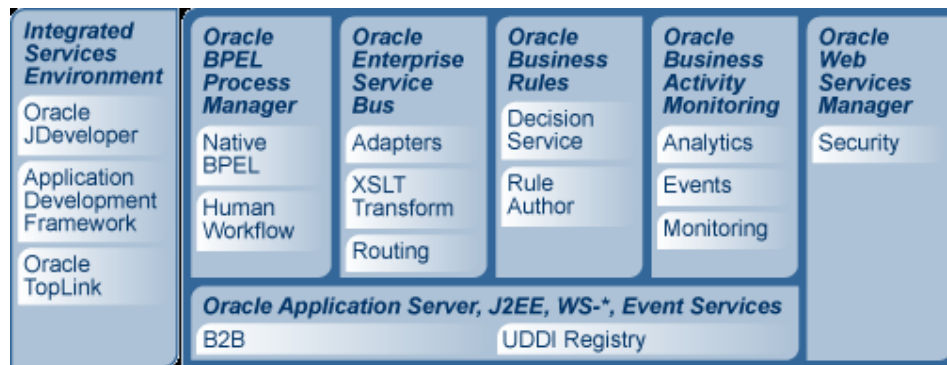 Integrated
Services
Environment
Oracle
JDeveloper
Application
Development
Framework
Oracle
TopLink
Oracle
BPEL
Process
Manager
Native
BPEL
Human
Workflow
Oracle
Enterprise
Service
Bus
Adapters
XSLT
Transform
Routing
Oracle
Business
Rules
Decision
Service
Rule
Author
Oracle
Business
Activity
Monitoring
Analytics
Events
Monitoring
Oracle
Web
Services
Manager
Security
Oracle Application Server, J2EE, WS-*, Event Services
B2B
UDDI Registry